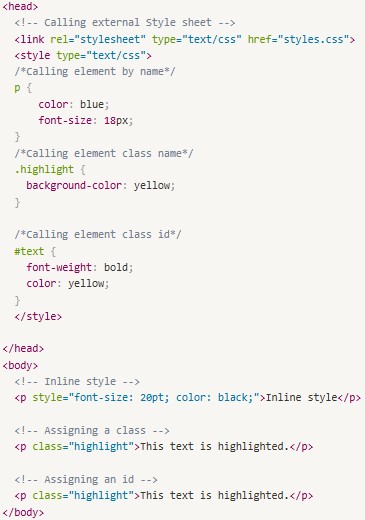 <head>
<!-- Calling external Style sheet -->
<link rel="stylesheet" type="text/css" href="styles.css">
<style type="text/css">
/*Calling element by name*/
p {
color: blue;
font-size: 18px;
}
/*Calling element class name*/
.highlight {
background-color: yellow;
}
/*Calling element class id*/
#text {
font-weight: bold;
color: yellow;
}
</style>
</head>
<body>
<!-- Inline style -->
<p style="font-size: 20pt; color: black;">Inline style</p>
<!-- Assigning a class -->
<p class="highlight">This text is highlighted.</p>
<!-- Assigning an id -->
<p class="highlight">This text is highlighted.</p>
</body>